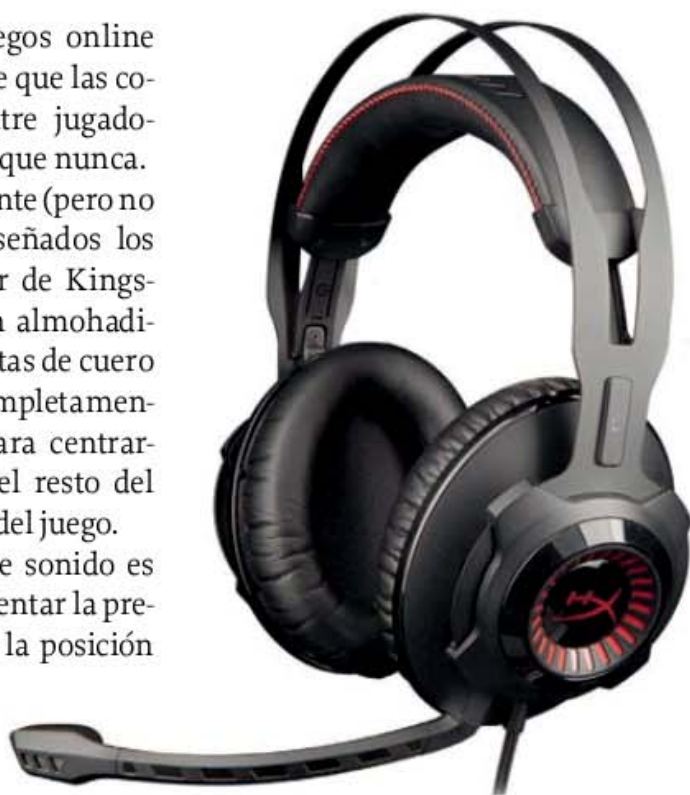 egos online
e que las co-
tre jugado-
que nunca.
nte (pero no
señados los
r de Kings-
n almohadi-
tas de cuero
mpletamen-
ara centrar-
el resto del
del juego.
e sonido es
entar la pre-
la posición
HX